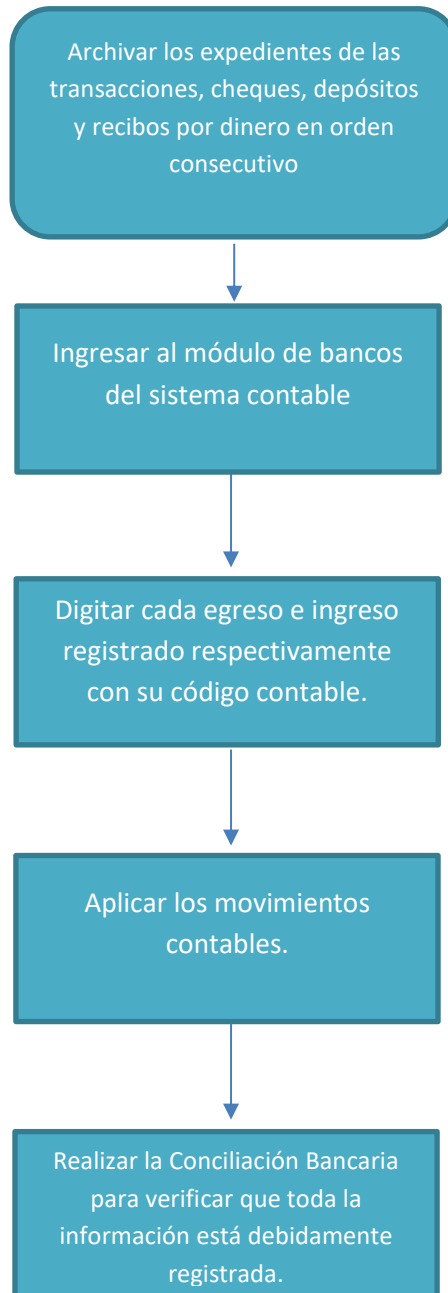 Archivar los expedientes de las
transacciones, cheques, depósitos
y recibos por dinero en orden
consecutivo
Ingresar al módulo de bancos
del sistema contable
Digitar cada egreso e ingreso
registrado respectivamente
con su código contable.
Aplicar los movimientos
contables.
Realizar la Conciliación Bancaria
para verificar que toda la
información está debidamente
registrada.